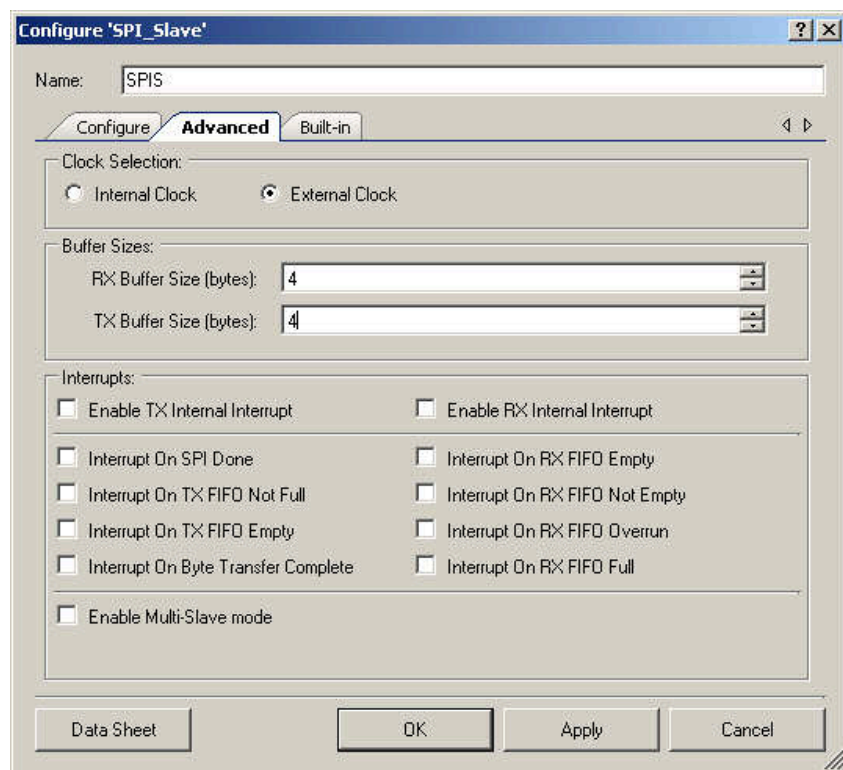 Configure 'SPI_Slave'
Name: SPIS
Configure Advanced Built-in
Clock Selection:
Internal Clock External Clock
Buffer Sizes:
RX Buffer Size (bytes): 4
TX Buffer Size (bytes): 4
Interrupts:
Enable TX Internal Interrupt Enable RX Internal Interrupt
Interrupt On SPI Done Interrupt On RX FIFO Empty
Interrupt On TX FIFO Not Full Interrupt On RX FIFO Not Empty
Interrupt On TX FIFO Empty Interrupt On RX FIFO Overrun
Interrupt On Byte Transfer Complete Interrupt On RX FIFO Full
Enable Multi-Slave mode
Data Sheet OK Apply Cancel